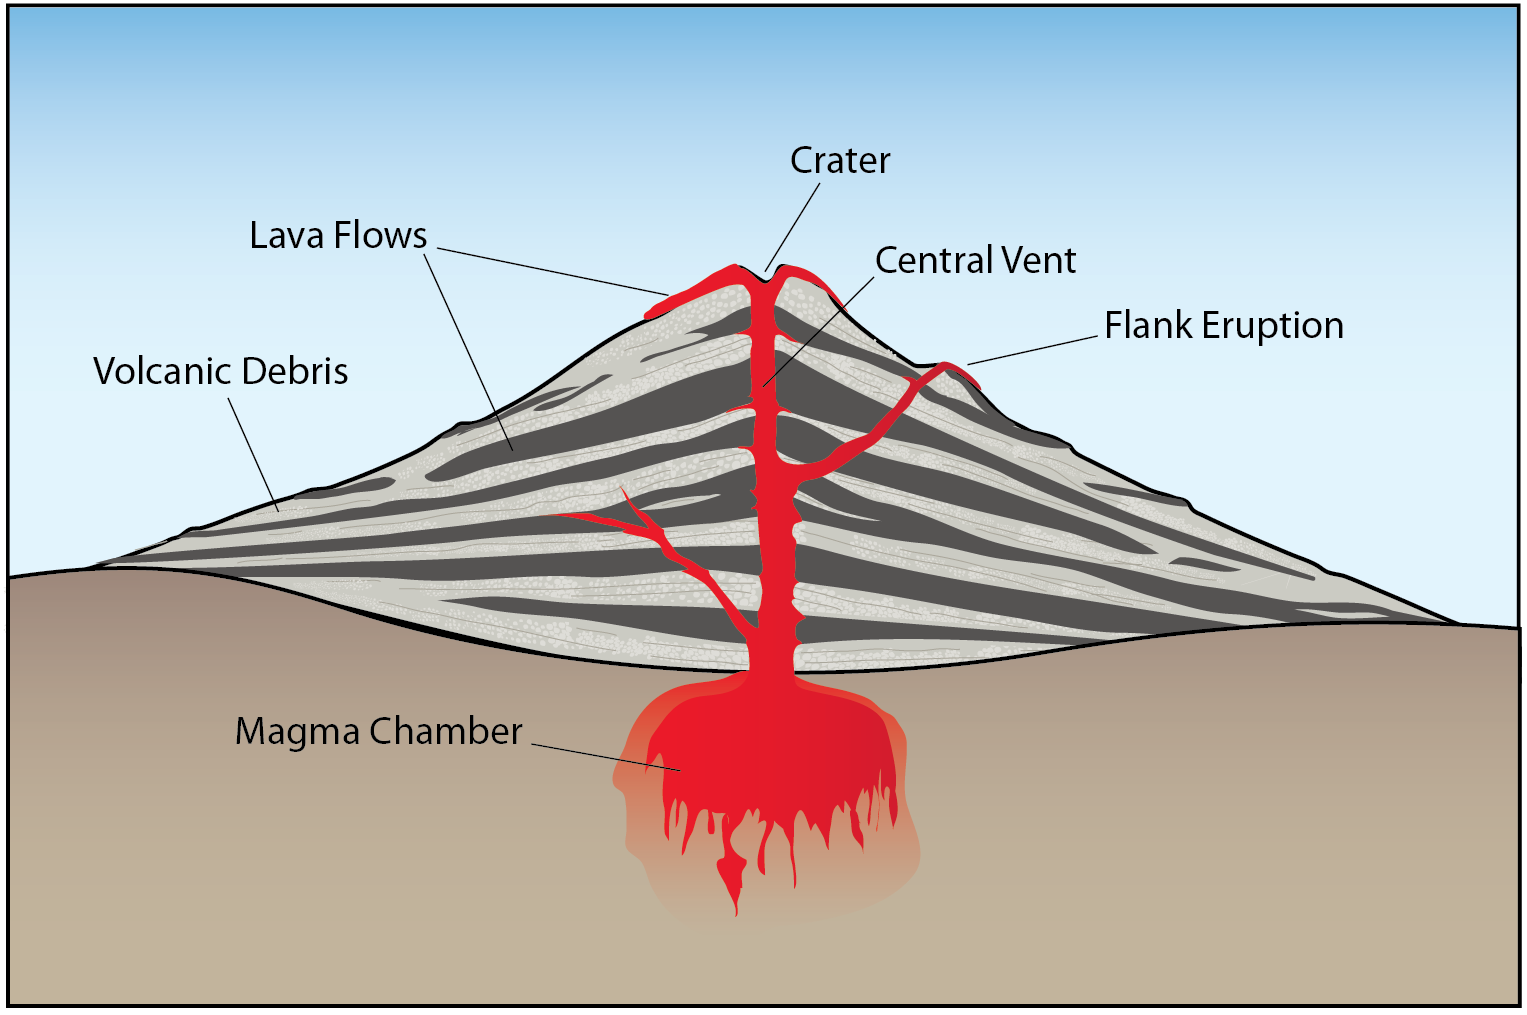 Crater
Lava Flows
Central Vent
Flank Eruption
Volcanic Debris
Magma Chamber